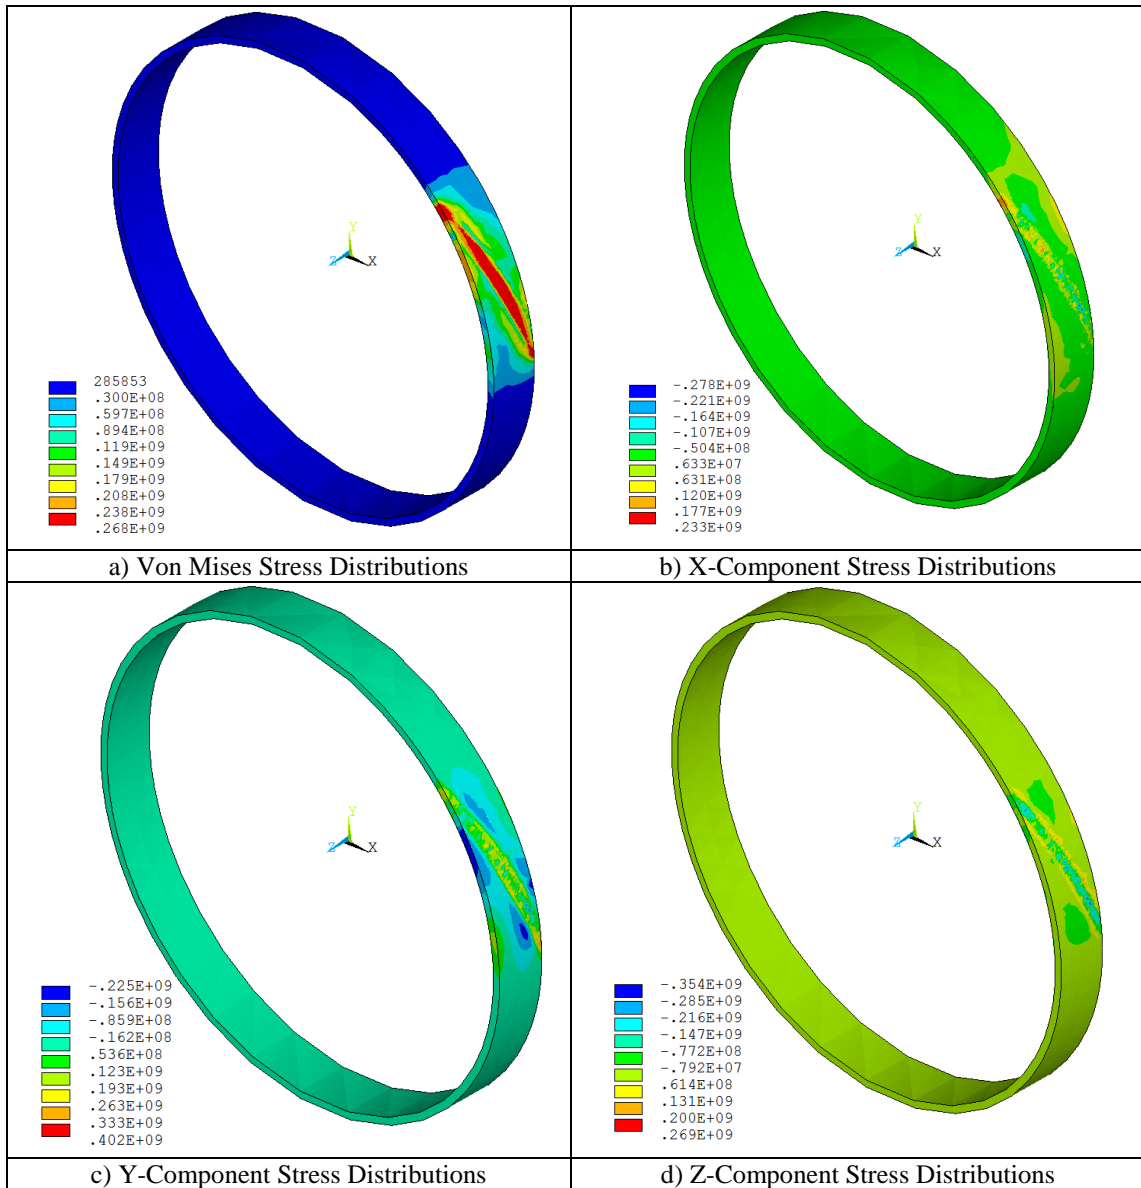 Y
Z X
285853
.300E+08
.597E+08
.894E+08
.119E+09
.149E+09
.179E+09
.208E+09
.238E+09
.268E+09
a) Von Mises Stress Distributions
Y
Z X
-.278E+09
-.221E+09
-.164E+09
-.107E+09
-.504E+08
.633E+07
.631E+08
.120E+09
.177E+09
.233E+09
b) X-Component Stress Distributions
Y
Z X
-.225E+09
-.156E+09
-.859E+08
-.162E+08
.536E+08
.123E+09
.193E+09
.263E+09
.333E+09
.402E+09
c) Y-Component Stress Distributions
Y
Z X
-.354E+09
-.285E+09
-.216E+09
-.147E+09
-.772E+08
-.792E+07
.614E+08
.131E+09
.200E+09
.269E+09
d) Z-Component Stress Distributions